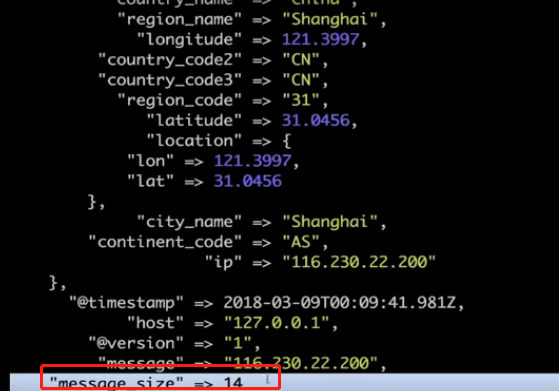 "country_name" => "China",
"region_name" => "Shanghai",
"longitude" => 121.3997,
"country_code2" => "CN",
"country_code3" => "CN",
"region_code" => "31",
"latitude" => 31.0456,
"location" => {
"lon" => 121.3997,
"lat" => 31.0456
},
"city_name" => "Shanghai",
"continent_code" => "AS",
"ip" => "116.230.22.200"
},
"@timestamp" => 2018-03-09T00:09:41.981Z,
"host" => "127.0.0.1",
"@version" => "1",
"message" => "116.230.22.200",
"message_size" => 14